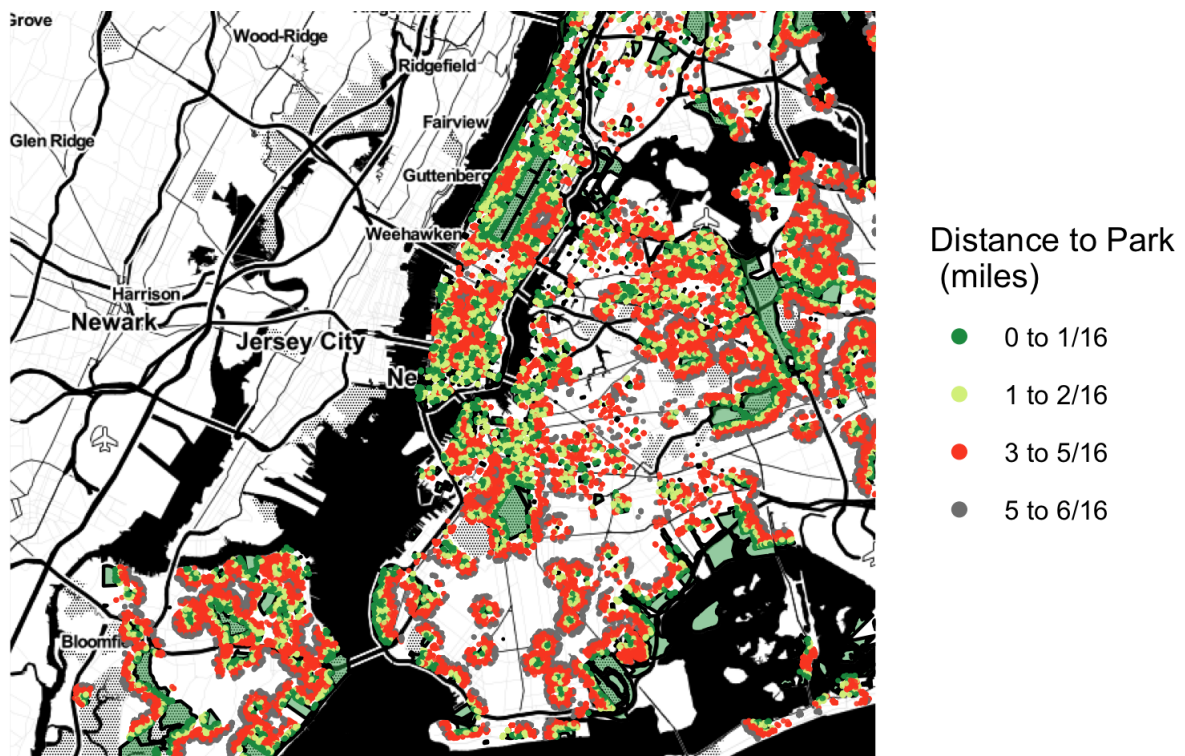 Grove
Wood-Ridge
Ridgefield
Glen Ridge
Fairview
Guttenberg
Weehawken
Harrison
Newark
Jersey City
Ne
Distance to Park
(miles)
0 to 1/16
1 to 2/16
3 to 5/16
5 to 6/16